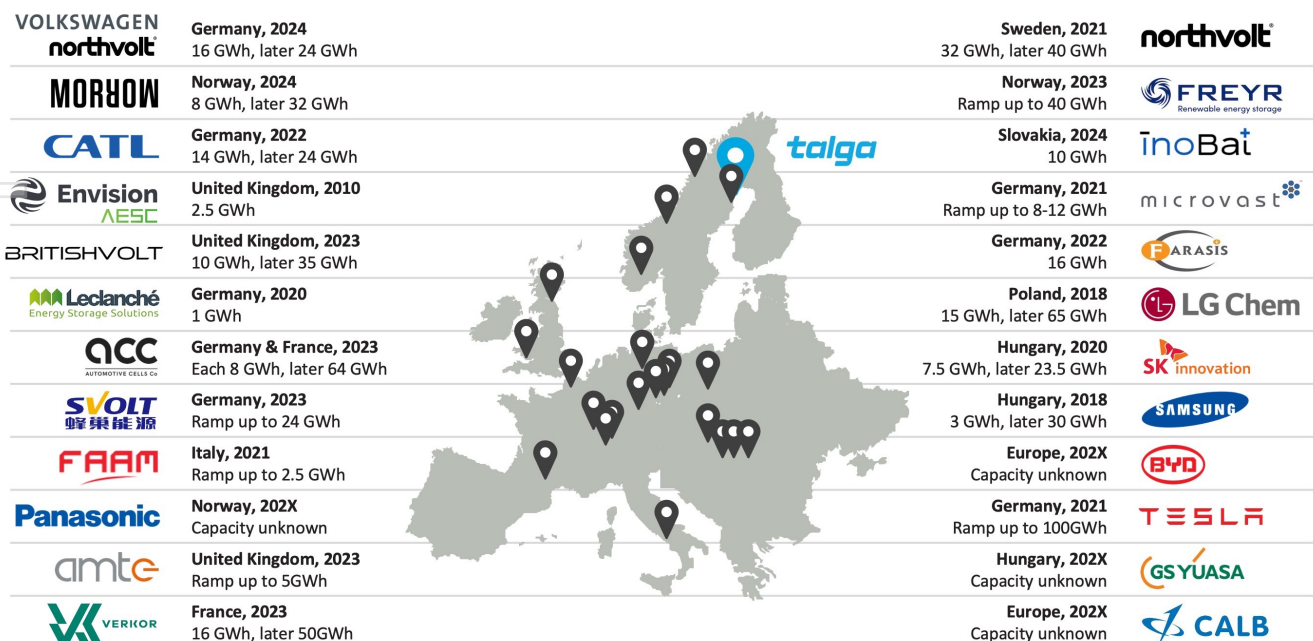 VOLKSWAGEN
northvolt
Germany, 2024
16 GWh, later 24 GWh
MORROW
Norway, 2024
8 GWh, later 32 GWh
CATL
Germany, 2022
14 GWh, later 24 GWh
Envision
AESC
United Kingdom, 2010
2.5 GWh
BRITISHVOLT
United Kingdom, 2023
10 GWh, later 35 GWh
Leclanché
Energy Storage Solutions
Germany, 2020
1 GWh
acc
AUTOMOTIVE CELLS Co
Germany & France, 2023
Each 8 GWh, later 64 GWh
SVOLT
蜂巢能源
Germany, 2023
Ramp up to 24 GWh
FAAM
Italy, 2021
Ramp up to 2.5 GWh
Panasonic
Norway, 202X
Capacity unknown
amte
United Kingdom, 2023
Ramp up to 5GWh
VERKOR
France, 2023
16 GWh, later 50GWh
talga
Sweden, 2021
32 GWh, later 40 GWh
northvolt
Norway, 2023
Ramp up to 40 GWh
FREYR
Renewable energy storage
Slovakia, 2024
10 GWh
inoBat
Germany, 2021
Ramp up to 8-12 GWh
microvast
Germany, 2022
16 GWh
FARASIS
Poland, 2018
15 GWh, later 65 GWh
LG Chem
Hungary, 2020
7.5 GWh, later 23.5 GWh
SK innovation
Hungary, 2018
3 GWh, later 30 GWh
SAMSUNG
Europe, 202X
Capacity unknown
BYD
Germany, 2021
Ramp up to 100GWh
TESLA
Hungary, 202X
Capacity unknown
GS YUASA
Europe, 202X
Capacity unknown
CALB